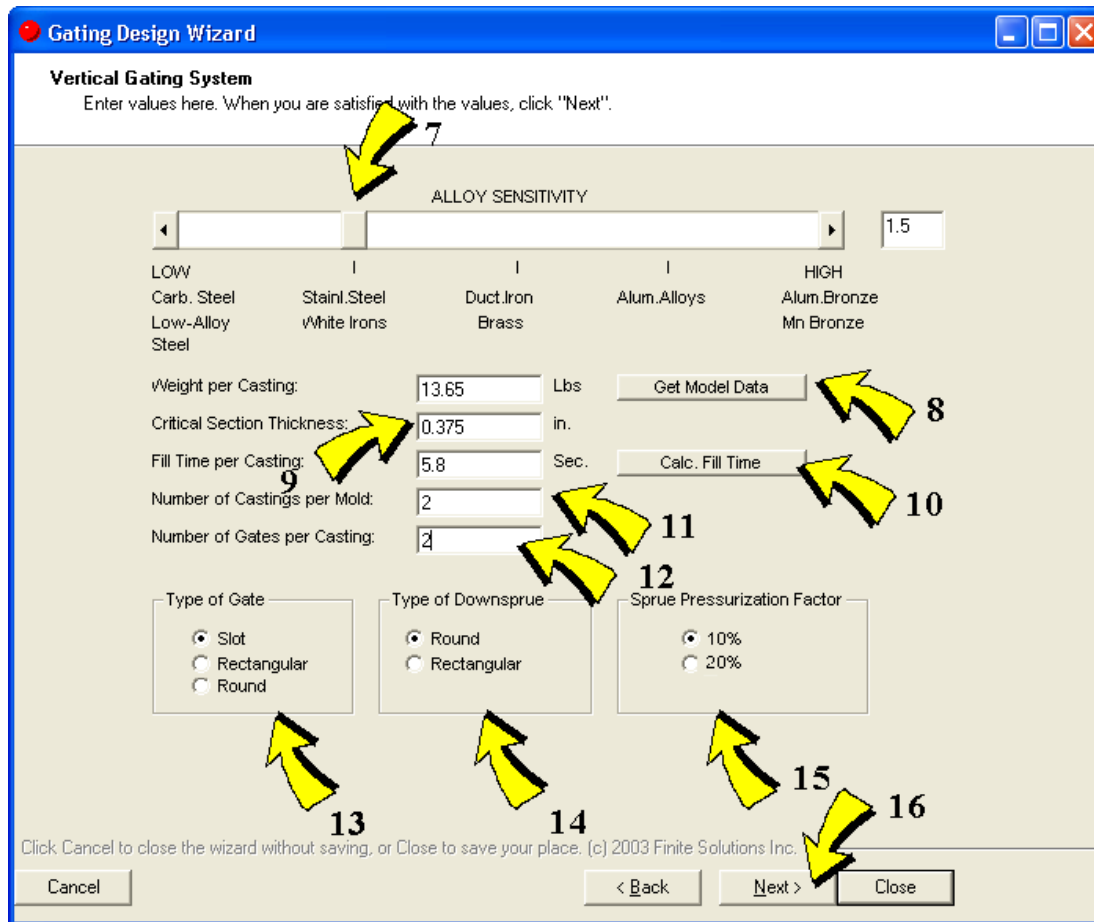 Gating Design Wizard
Vertical Gating System
Enter values here. When you are satisfied with the values, click "Next".
7
ALLOY SENSITIVITY
1.5
LOW HIGH
Carb. Steel Stainl.Steel Duct.Iron Alum.Alloys Alum.Bronze
Low-Alloy White Irons Brass Mn Bronze
Steel
Weight per Casting: 13.65 Lbs Get Model Data
8
Critical Section Thickness: 0.375 in.
9
Fill Time per Casting: 5.8 Sec. Calc. Fill Time
10
Number of Castings per Mold: 2
11
Number of Gates per Casting: 2
12
Type of Gate Type of Downsprue Sprue Pressurization Factor
Slot Round 10%
Rectangular Rectangular 20%
Round
13 14 15 16
Click Cancel to close the wizard without saving, or Close to save your place. (c) 2003 Finite Solutions Inc.
Cancel < Back Next > Close